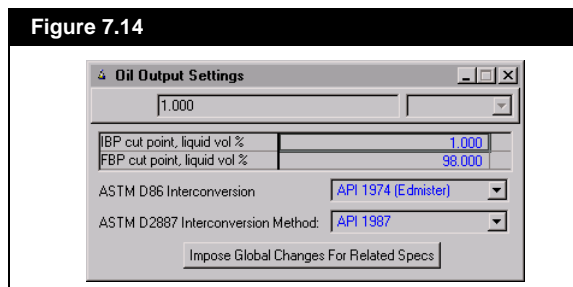 Figure 7.14
Oil Output Settings
1.000
IBP cut point, liquid vol % 1.000
FBP cut point, liquid vol % 98.000
ASTM D86 Interconversion API 1974 (Edmister)
ASTM D2887 Interconversion Method: API 1987
Impose Global Changes For Related Specs